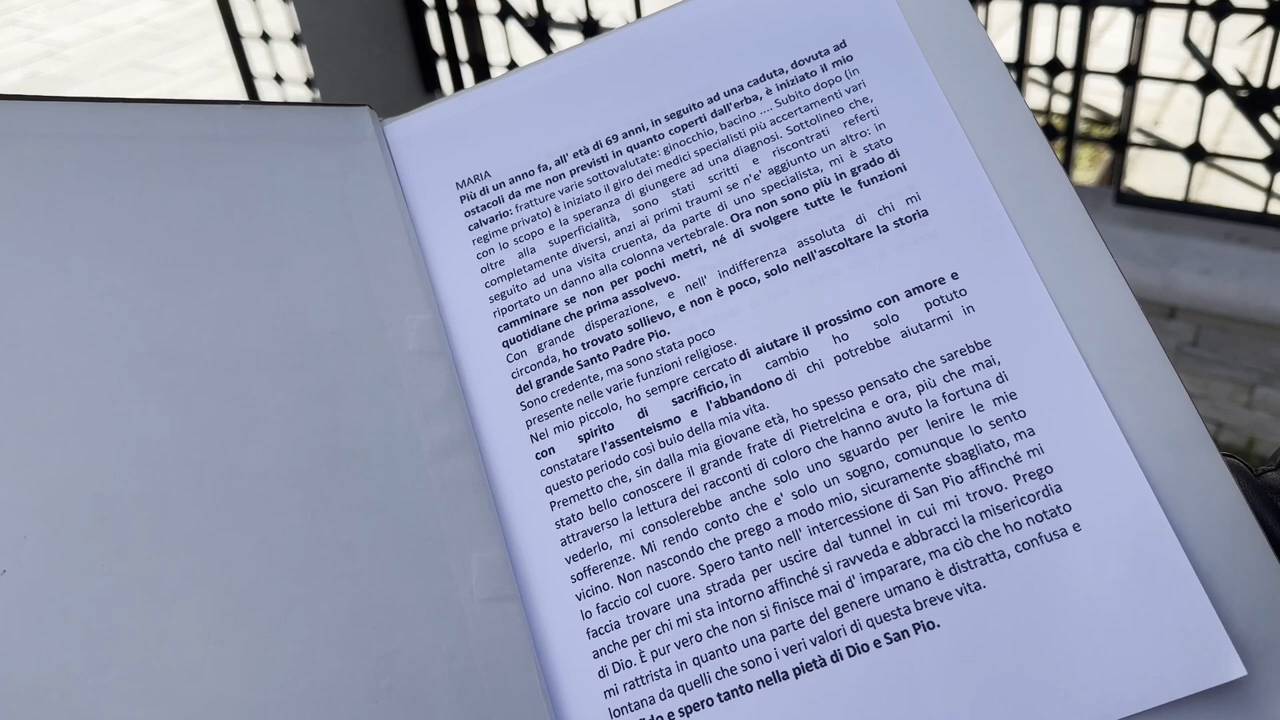 MARIA
Più di un anno fa, all' età di 69 anni, in seguito ad una caduta, dovuta ad
ostacoli da me non previsti in quanto coperti dall'erba, è iniziato il mio
calvario: fratture varie sottovalutate: ginocchio, bacino .... Subito dopo (in
regime privato) è iniziato il giro dei medici specialisti più accertamenti vari
con lo scopo e la speranza di giungere ad una diagnosi. Sottolineo che,
oltre alla superficialità, sono stati scritti e riscontrati referti
completamente diversi, anzi ai primi traumi se n'e' aggiunto un altro: in
seguito ad una visita cruenta, da parte di uno specialista, mi è stato
riportato un danno alla colonna vertebrale. Ora non sono più in grado di
camminare se non per pochi metri, né di svolgere tutte le funzioni
quotidiane che prima assolvevo.
Con grande disperazione, e nell' indifferenza assoluta di chi mi
circonda, ho trovato sollievo, e non è poco, solo nell'ascoltare la storia
del grande Santo Padre Pio.
Sono credente, ma sono stata poco
presente nelle varie funzioni religiose.
Nel mio piccolo, ho sempre cercato di aiutare il prossimo con amore e
con spirito di sacrificio, in cambio ho solo potuto
constatare l'assenteismo e l'abbandono di chi potrebbe aiutarmi in
questo periodo così buio della mia vita.
Premetto che, sin dalla mia giovane età, ho spesso pensato che sarebbe
stato bello conoscere il grande frate di Pietrelcina e ora, più che mai,
attraverso la lettura dei racconti di coloro che hanno avuto la fortuna di
vederlo, mi consolerebbe anche solo uno sguardo per lenire le mie
sofferenze. Mi rendo conto che e' solo un sogno, comunque lo sento
vicino. Non nascondo che prego a modo mio, sicuramente sbagliato, ma
lo faccio col cuore. Spero tanto nell' intercessione di San Pio affinché mi
faccia trovare una strada per uscire dal tunnel in cui mi trovo. Prego
anche per chi mi sta intorno affinché si ravveda e abbracci la misericordia
di Dio. È pur vero che non si finisce mai d' imparare, ma ciò che ho notato
mi rattrista in quanto una parte del genere umano è distratta, confusa e
lontana da quelli che sono i veri valori di questa breve vita.
e spero tanto nella pietà di Dio e San Pio.